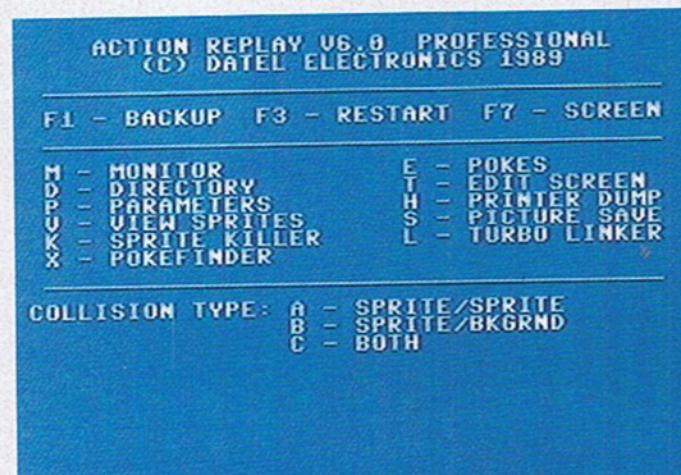 ACTION REPLAY V6.0 PROFESSIONAL
(C) DATEL ELECTRONICS 1989
F1 - BACKUP F3 - RESTART F7 - SCREEN
M - MONITOR E - POKES
D - DIRECTORY T - EDIT SCREEN
P - PARAMETERS H - PRINTER DUMP
V - VIEW SPRITES S - PICTURE SAVE
K - SPRITE KILLER L - TURBO LINKER
X - POKEFINDER
COLLISION TYPE: A - SPRITE/SPRITE
B - SPRITE/BKGRND
C - BOTH